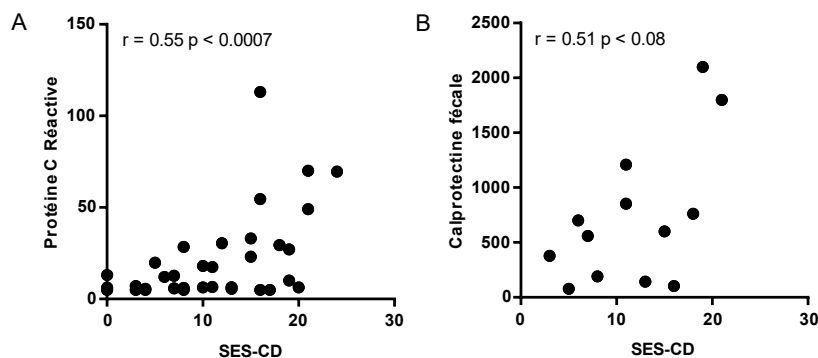 A
r = 0.55 p < 0.0007
Protéine C Réactive
150
100
50
0
0 10 20 30
SES-CD
B
r = 0.51 p < 0.08
Calprotectine fécale
2500
2000
1500
1000
500
0
0 10 20 30
SES-CD